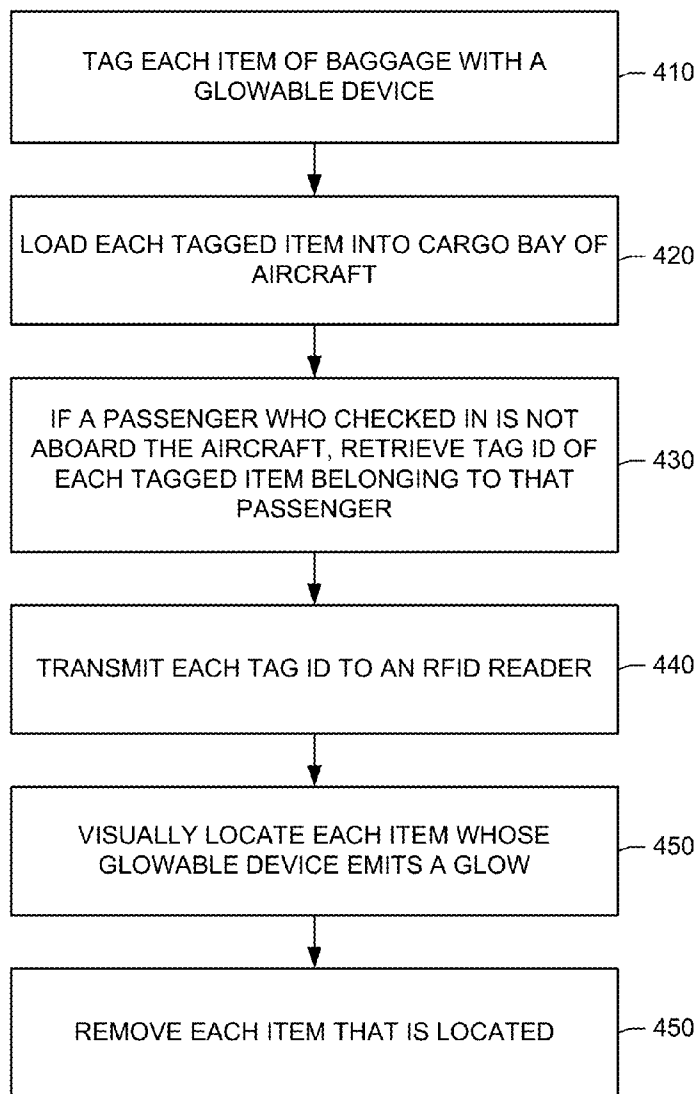 TAG EACH ITEM OF BAGGAGE WITH A
GLOWABLE DEVICE
410
LOAD EACH TAGGED ITEM INTO CARGO BAY OF
AIRCRAFT
420
IF A PASSENGER WHO CHECKED IN IS NOT
ABOARD THE AIRCRAFT, RETRIEVE TAG ID OF
EACH TAGGED ITEM BELONGING TO THAT
PASSENGER
430
TRANSMIT EACH TAG ID TO AN RFID READER
440
VISUALLY LOCATE EACH ITEM WHOSE
GLOWABLE DEVICE EMITS A GLOW
450
REMOVE EACH ITEM THAT IS LOCATED
450